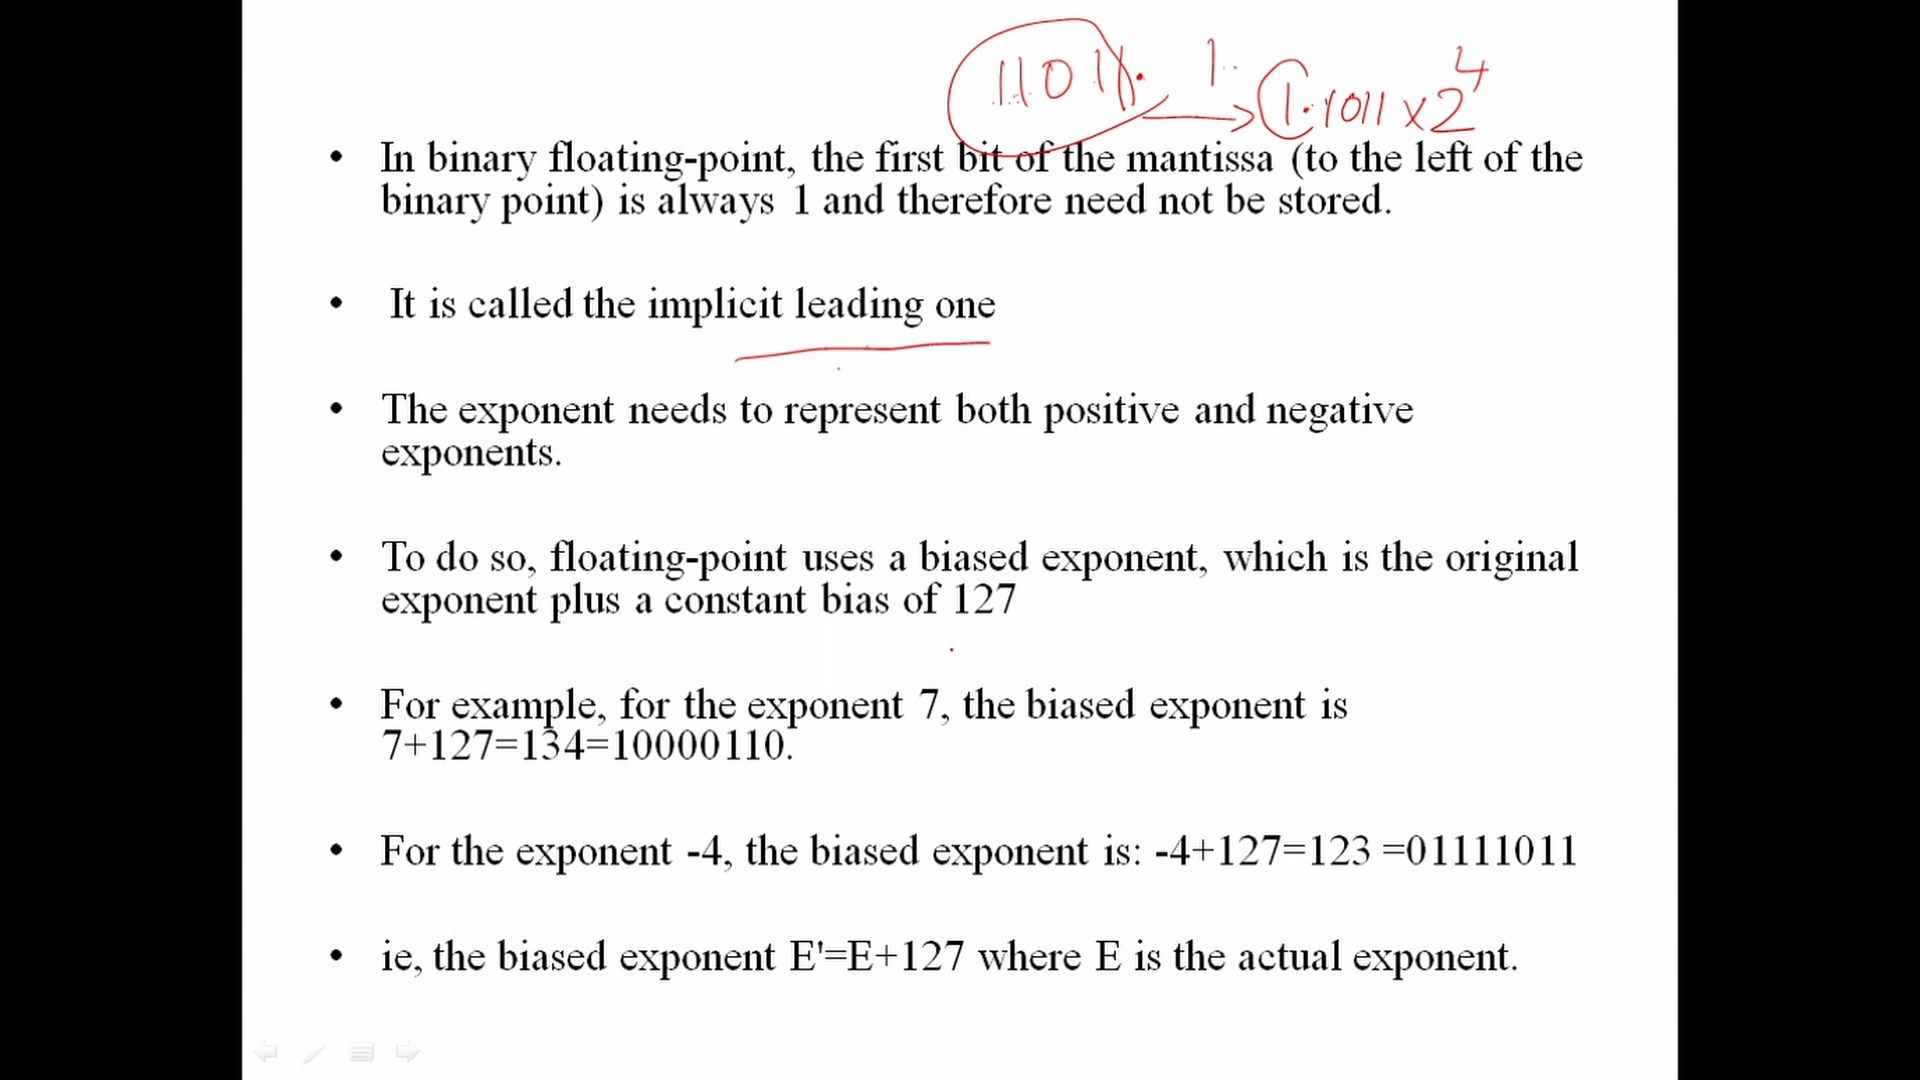 11011. 1. 1.1011 x 2^4
• In binary floating-point, the first bit of the mantissa (to the left of the
binary point) is always 1 and therefore need not be stored.
• It is called the implicit leading one
• The exponent needs to represent both positive and negative
exponents.
• To do so, floating-point uses a biased exponent, which is the original
exponent plus a constant bias of 127
• For example, for the exponent 7, the biased exponent is
7+127=134=10000110.
• For the exponent -4, the biased exponent is: -4+127=123 =01111011
• ie, the biased exponent E'=E+127 where E is the actual exponent.